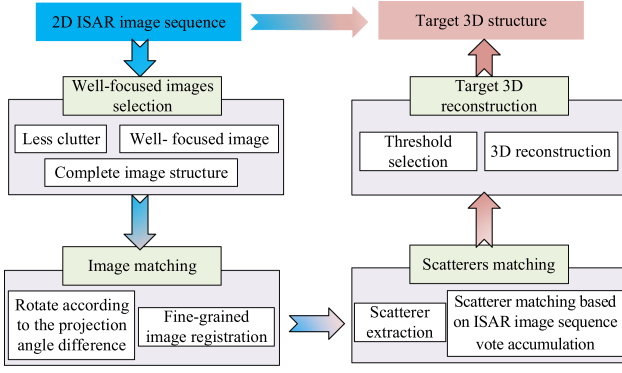 2D ISAR image sequence
Target 3D structure
Well-focused images
selection
Less clutter
Well- focused image
Complete image structure
Target 3D
reconstruction
Threshold
selection
3D reconstruction
Image matching
Rotate according
to the projection
angle difference
Fine-grained
image registration
Scatterers matching
Scatterer
extraction
Scatterer matching based
on ISAR image sequence
vote accumulation